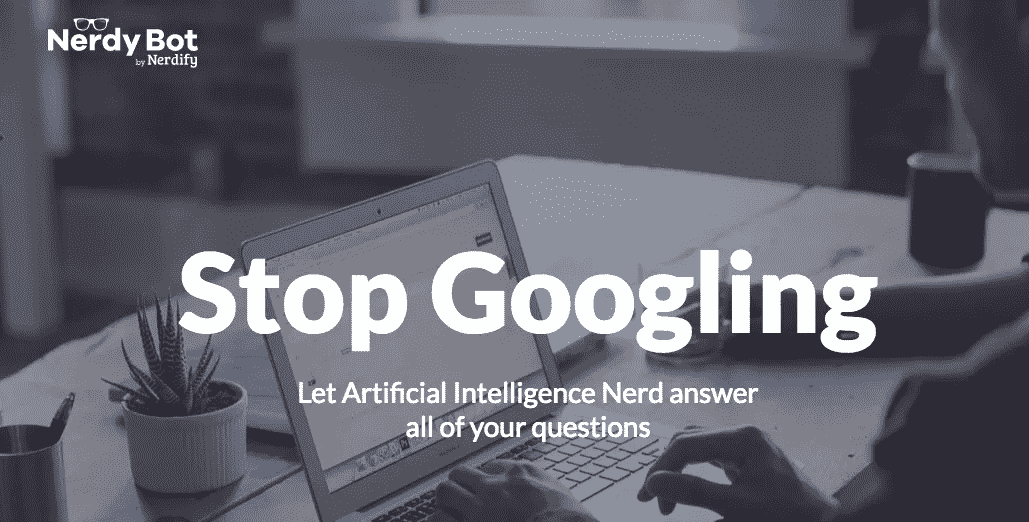 Nerdy Bot
by Nerdify
Stop Googling
Let Artificial Intelligence Nerd answer
all of your questions